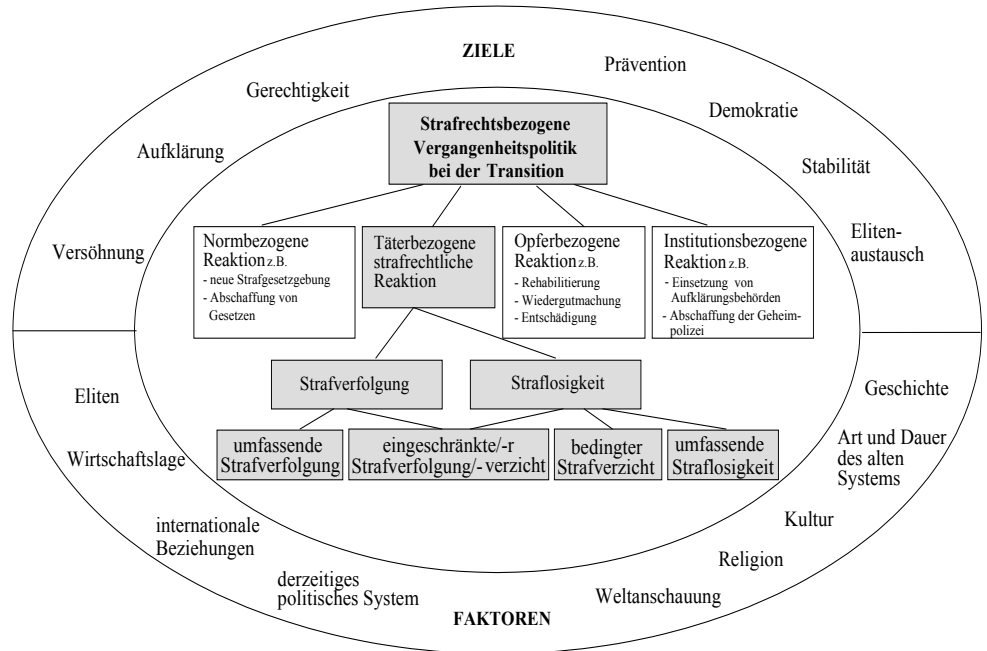 ZIELE
Prävention
Gerechtigkeit
Demokratie
Aufklärung
Stabilität
Versöhnung
Eliten-
austausch
Strafrechtsbezogene
Vergangenheitspolitik
bei der Transition
Normbezogene
Reaktion z.B.
- neue Strafgesetzgebung
- Abschaffung von
Gesetzen
Täterbezogene
strafrechtliche
Reaktion
Opferbezogene
Reaktion z.B.
- Rehabilitierung
- Wiedergutmachung
- Entschädigung
Institutionsbezogene
Reaktion z.B.
- Einsetzung von
Aufklärungsbehörden
- Abschaffung der Geheim-
polizei
Strafverfolgung
Straflosigkeit
umfassende
Strafverfolgung
eingeschränkte/-r
Strafverfolgung/-verzicht
bedingter
Strafverzicht
umfassende
Straflosigkeit
Eliten
Wirtschaftslage
internationale
Beziehungen
derzeitiges
politisches System
FAKTOREN
Weltanschauung
Religion
Kultur
Art und Dauer
des alten
Systems
Geschichte